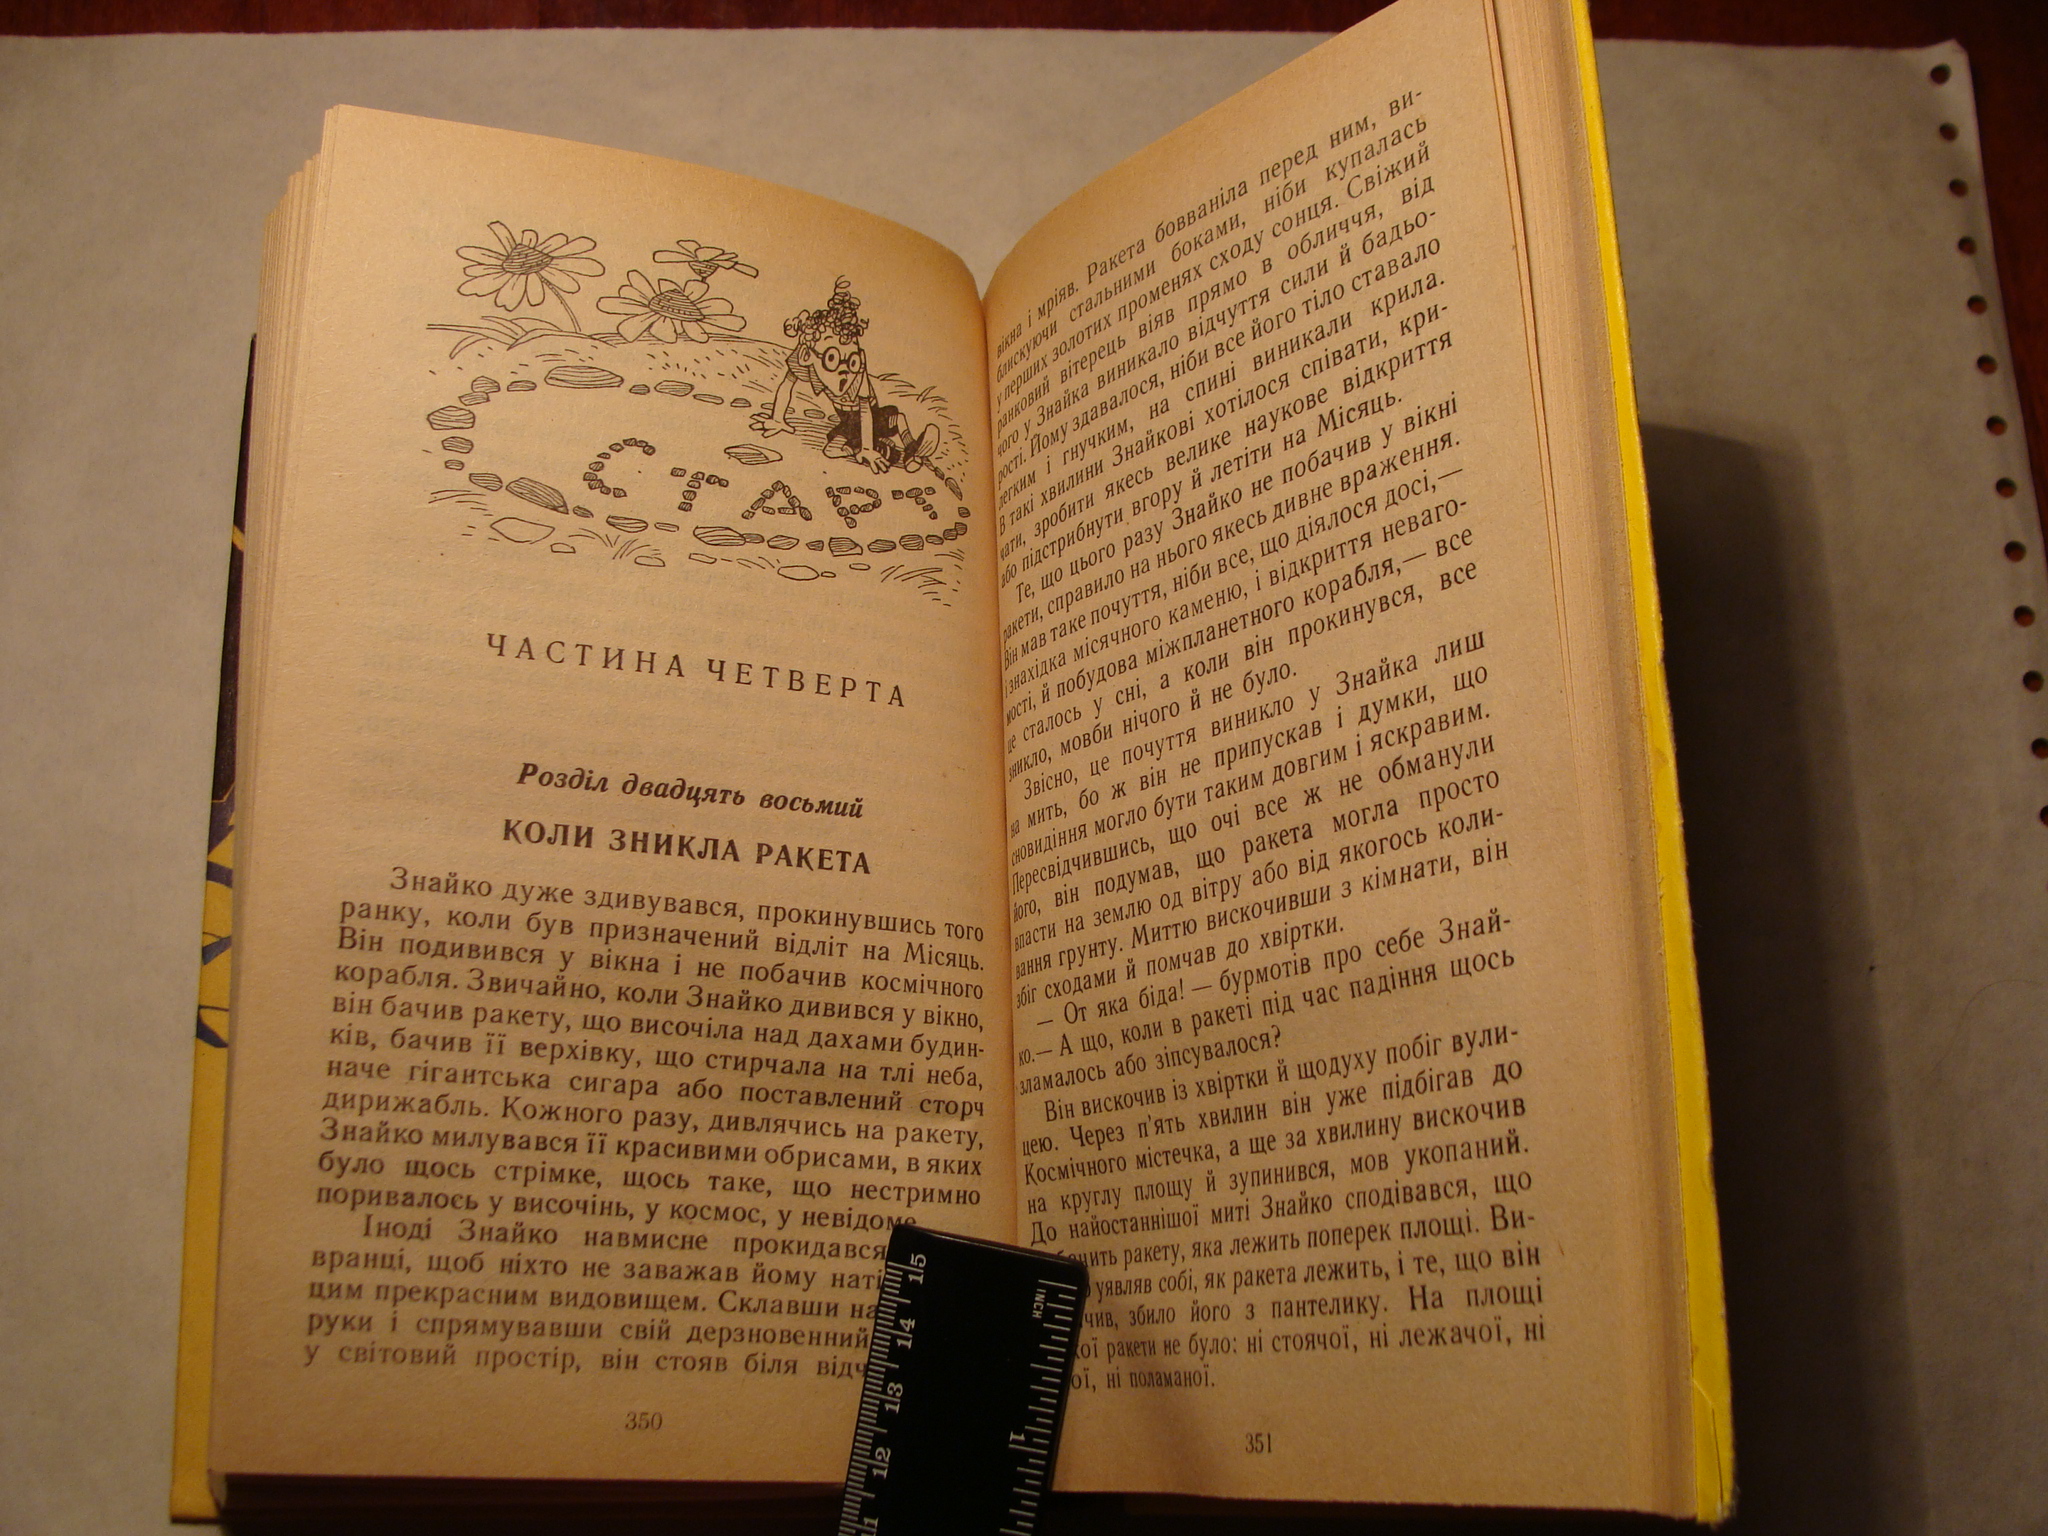 СТАРТ
ЧАСТИНА ЧЕТВЕРТА
Розділ двадцять восьмий
КОЛИ ЗНИКЛА РАКЕТА
Знайко дуже здивувався, прокинувшись того
ранку, коли був призначений відліт на Місяць.
Він подивився у вікна і не побачив космічного
корабля. Звичайно, коли Знайко дивився у вікно,
він бачив ракету, що височіла над дахами будин-
ків, бачив її верхівку, що стирчала на тлі неба,
наче гігантська сигара або поставлений сторч
дирижабль. Кожного разу, дивлячись на ракету,
Знайко милувався її красивими обрисами, в яких
було щось стрімке, щось таке, що нестримно
поривалось у височінь, у космос, у невідоме
Іноді Знайко навмисне прокидався
вранці, щоб ніхто не заважав йому
цим прекрасним видовищем. Склавши
руки і спрямувавши свій дерзновенний
у світовий простір, він стояв біля
350
вікна і мріяв. Ракета бовваніла перед ним, ви-
блискуючи стальними боками, ніби купалась
у перших золотих променях сходу сонця. Свіжий
ранковий вітерець віяв прямо в обличчя, від
чого у Знайка виникало відчуття сили й бадьо-
рості. Йому здавалося, ніби все його тіло ставало
легким і гнучким, на спині виникали крила.
В такі хвилини Знайкові хотілося співати, кри-
чати, зробити якесь велике наукове відкриття
або підстрибнути вгору й летіти на Місяць.
Те, що цього разу Знайко не побачив у вікні
ракети, справило на нього якесь дивне враження.
Він мав таке почуття, ніби все, що діялося досі,—
і знахідка місячного каменю, і відкриття невaго-
мості, й побудова міжпланетного корабля,— все
це сталось у сні, а коли він прокинувся, все
зникло, мовби нічого й не було.
Звісно, це почуття виникло у Знайка лиш
на мить, бо ж він не припускав і думки, що
сновидіння могло бути таким довгим і яскравим.
Пересвідчившись, що очі все ж не обманули
його, він подумав, що ракета могла просто
впасти на землю од вітру або від якогось коли-
вання грунту. Миттю вискочивши з кімнати, він
збіг сходами й помчав до хвіртки.
— От яка біда! — бурмотів про себе Знай-
ко.— А що, коли в ракеті під час падіння щось
зламалось або зіпсувалося?
Він вискочив із хвіртки й щодуху побіг вули-
цею. Через п'ять хвилин він уже підбігав до
Космічного містечка, а ще за хвилину вискочив
на круглу площу й зупинився, мов укопаний.
До найостаннішої миті Знайко сподівався, що
ракету, яка лежить поперек площі. Ви-
уявляв собі, як ракета лежить, і те, що він
збило його з пантелику. На площі
ракети не було: ні стоячої, ні лежачої, ні
ні поламаної.
351
15
14
13
12
11
INCH
1